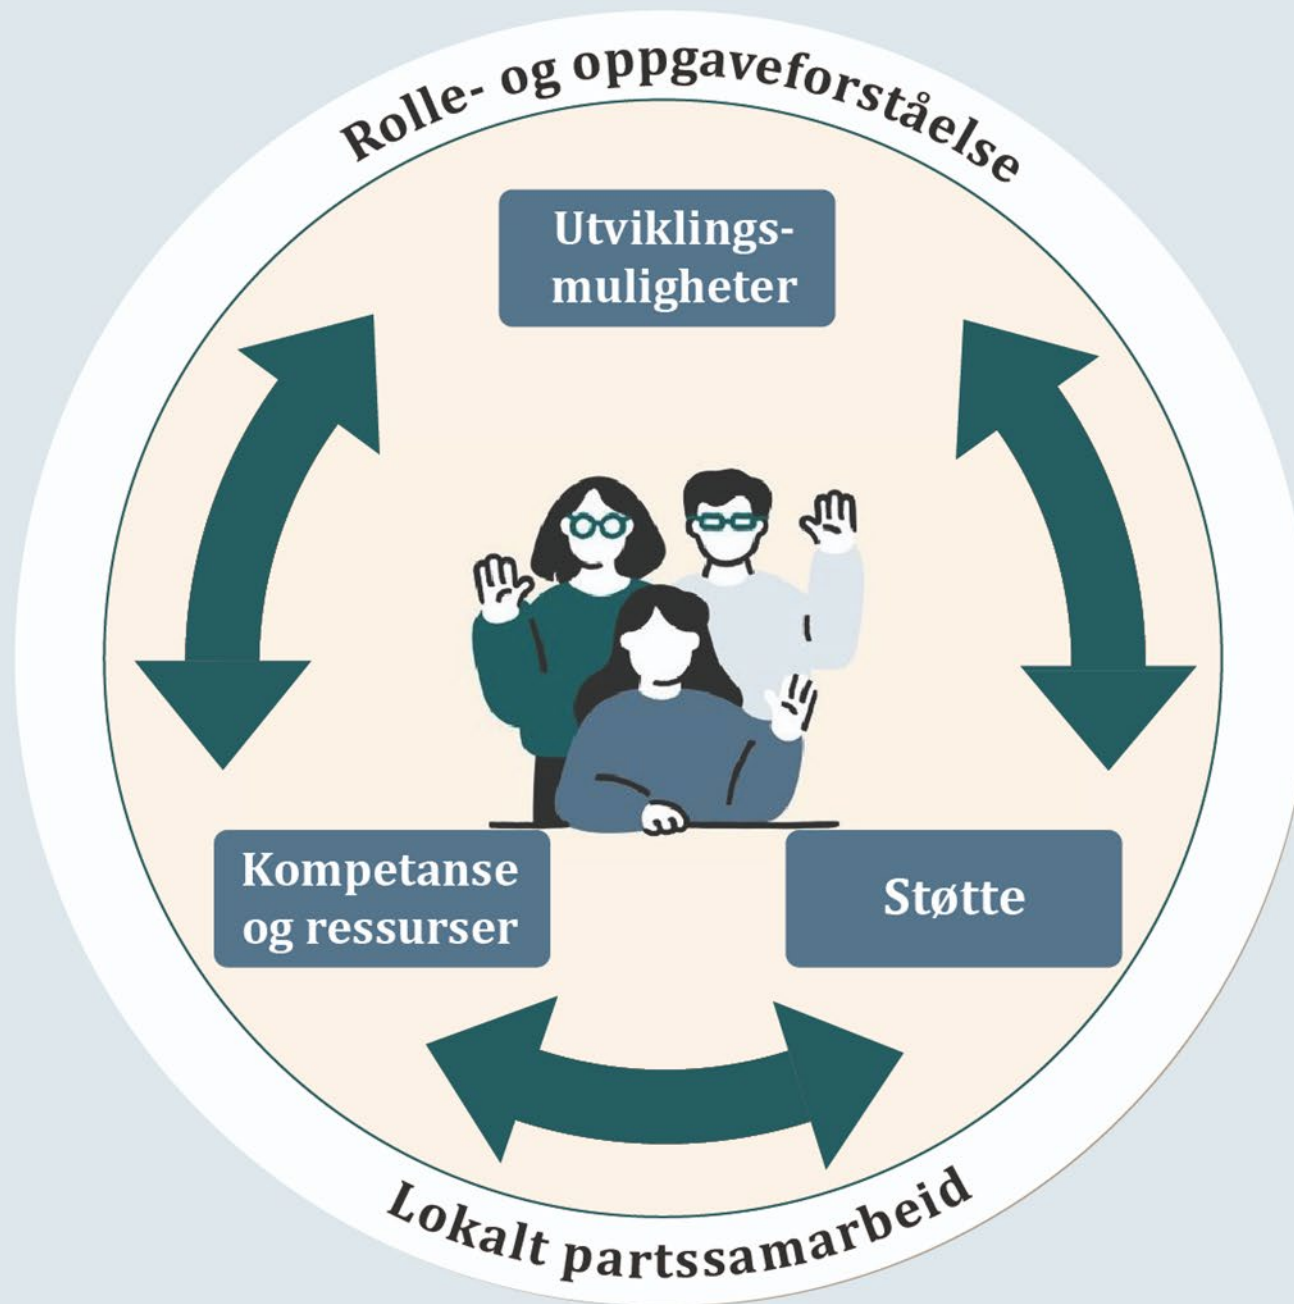 Rolle- og oppgaveforståelse
Utviklings-
muligheter
Kompetanse
og ressurser
Støtte
Lokalt partssamarbeid